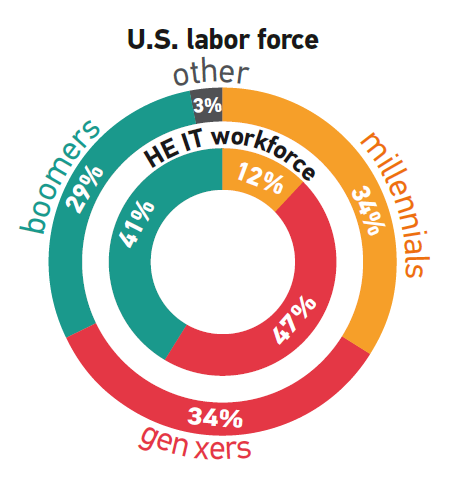 U.S. labor force
other
3%
boomers
29%
millennials
34%
HE IT workforce
12%
41%
47%
34%
gen xers